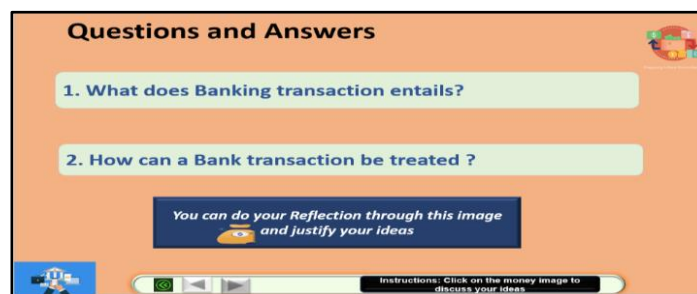 Questions and Answers
1. What does Banking transaction entails?
2. How can a Bank transaction be treated ?
You can do your Reflection through this image
and justify your ideas
Instructions: Click on the money image to
discuss your ideas